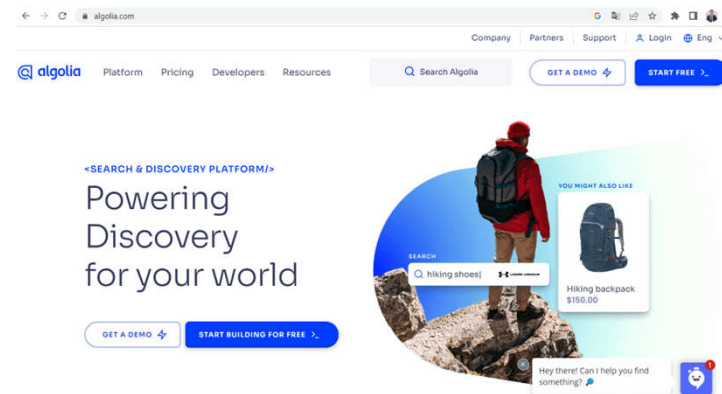 algolia.com
Company Partners Support Login Eng
algolia Platform Pricing Developers Resources Search Algolia GET A DEMO START FREE >_
<SEARCH & DISCOVERY PLATFORM/>
Powering
Discovery
for your world
YOU MIGHT ALSO LIKE
SEARCH
hiking shoes| UNDER ARMOUR
Hiking backpack
$150.00
GET A DEMO START BUILDING FOR FREE >_
Hey there! Can I help you find
something? 🔎
1